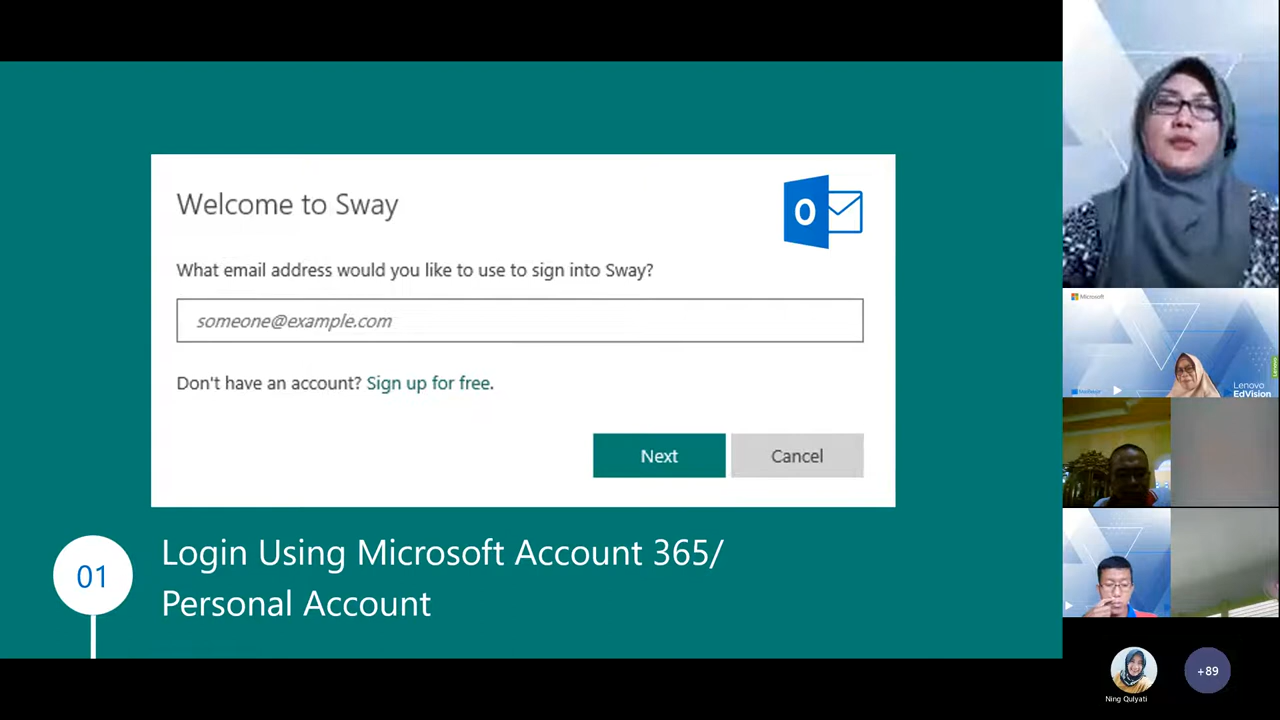 Welcome to Sway
What email address would you like to use to sign into Sway?
someone@example.com
Don't have an account? Sign up for free.
Next
Cancel
01
Login Using Microsoft Account 365/
Personal Account
Microsoft
Lenovo
EdVision
Ning Qulyati
+89